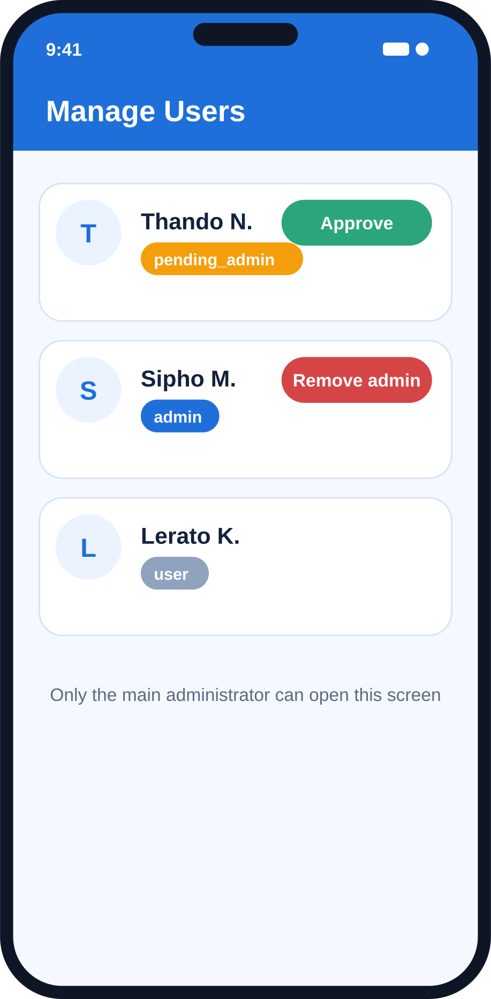 9:41
Manage Users
T
Thando N.
Approve
pending_admin
S
Sipho M.
Remove admin
admin
L
Lerato K.
user
Only the main administrator can open this screen